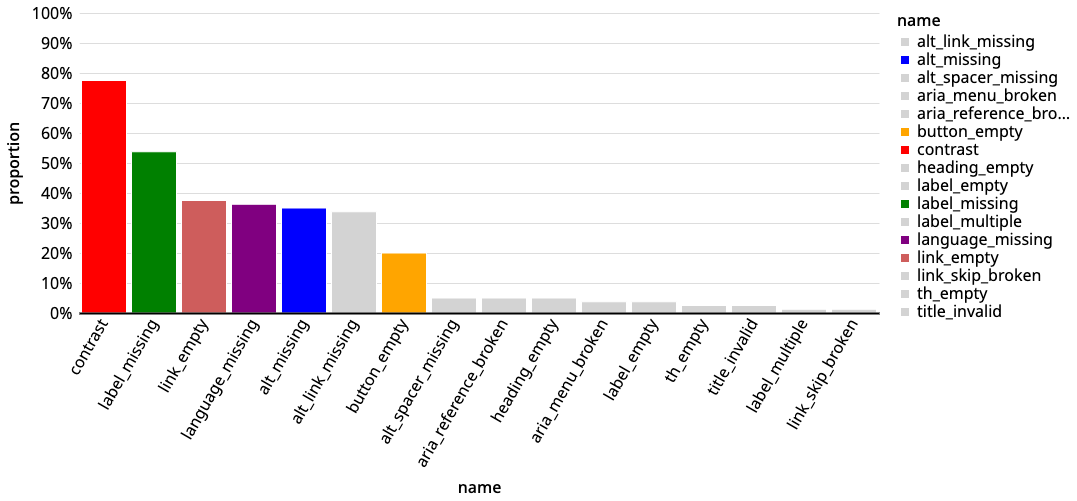 100%
90%
80%
70%
60%
50%
40%
30%
20%
10%
0%
proportion
contrast
label_missing
link_empty
language_missing
alt_missing
alt_link_missing
button_empty
alt_spacer_missing
aria_reference_broken
heading_empty
aria_menu_broken
label_empty
th_empty
title_invalid
label_multiple
link_skip_broken
name
name
alt_link_missing
alt_missing
alt_spacer_missing
aria_menu_broken
aria_reference_bro...
button_empty
contrast
heading_empty
label_empty
label_missing
label_multiple
language_missing
link_empty
link_skip_broken
th_empty
title_invalid